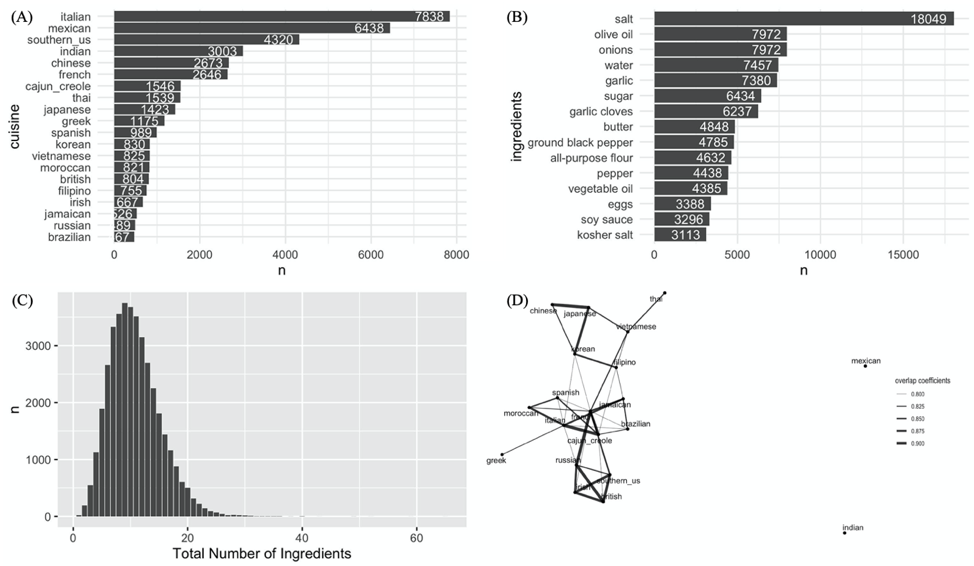 (A)
italian 7838
mexican 6438
southern_us 4320
indian 3003
chinese 2673
french 2646
cajun_creole 1546
thai 1539
japanese 1423
greek 1175
spanish 989
korean 830
vietnamese 825
moroccan 821
british 804
filipino 755
irish 667
jamaican 526
russian 89
brazilian 67
cuisine
0 2000 4000 6000 8000
n
(B)
salt 18049
olive oil 7972
onions 7972
water 7457
garlic 7380
sugar 6434
garlic cloves 6237
butter 4848
ground black pepper 4785
all-purpose flour 4632
pepper 4438
vegetable oil 4385
eggs 3388
soy sauce 3296
kosher salt 3113
ingredients
0 5000 10000 15000
n
(C)
3000
2000
1000
0
n
0 20 40 60
Total Number of Ingredients
(D)
thai
chinese
japanese
vietnamese
korean
filipino
mexican
spanish
jamaican
moroccan
italian
brazilian
cajun_creole
greek
russian
southern_us
british
indian
overlap coefficients
0.800
0.825
0.850
0.875
0.900